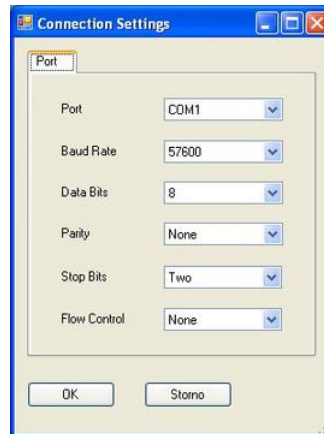 Connection Settings
Port
Port COM1
Baud Rate 57600
Data Bits 8
Parity None
Stop Bits Two
Flow Control None
OK Storno